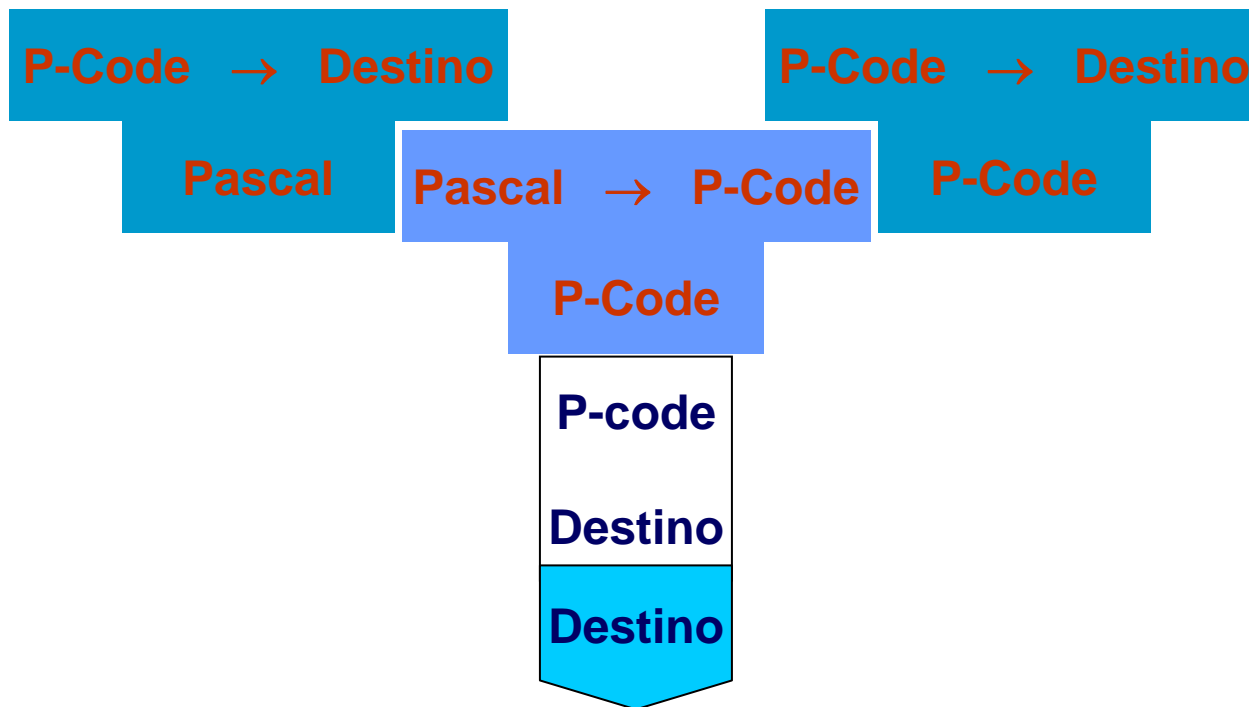 P-Code → Destino
P-Code → Destino
Pascal
Pascal → P-Code
P-Code
P-Code
P-code
Destino
Destino